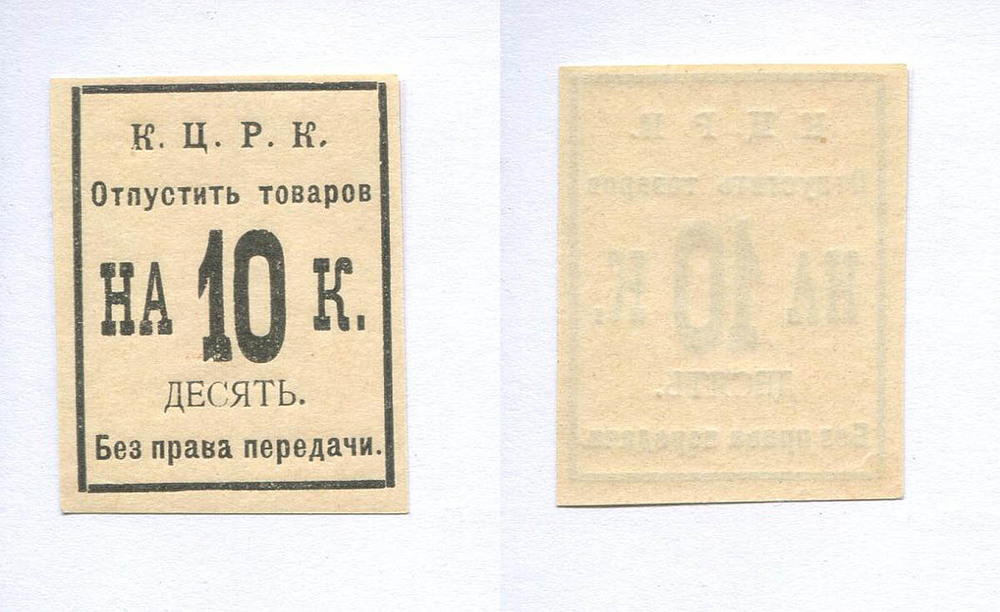 К. Ц. Р. К.
Отпустить товаров
НА 10 К.
ДЕСЯТЬ.
Без права передачи.